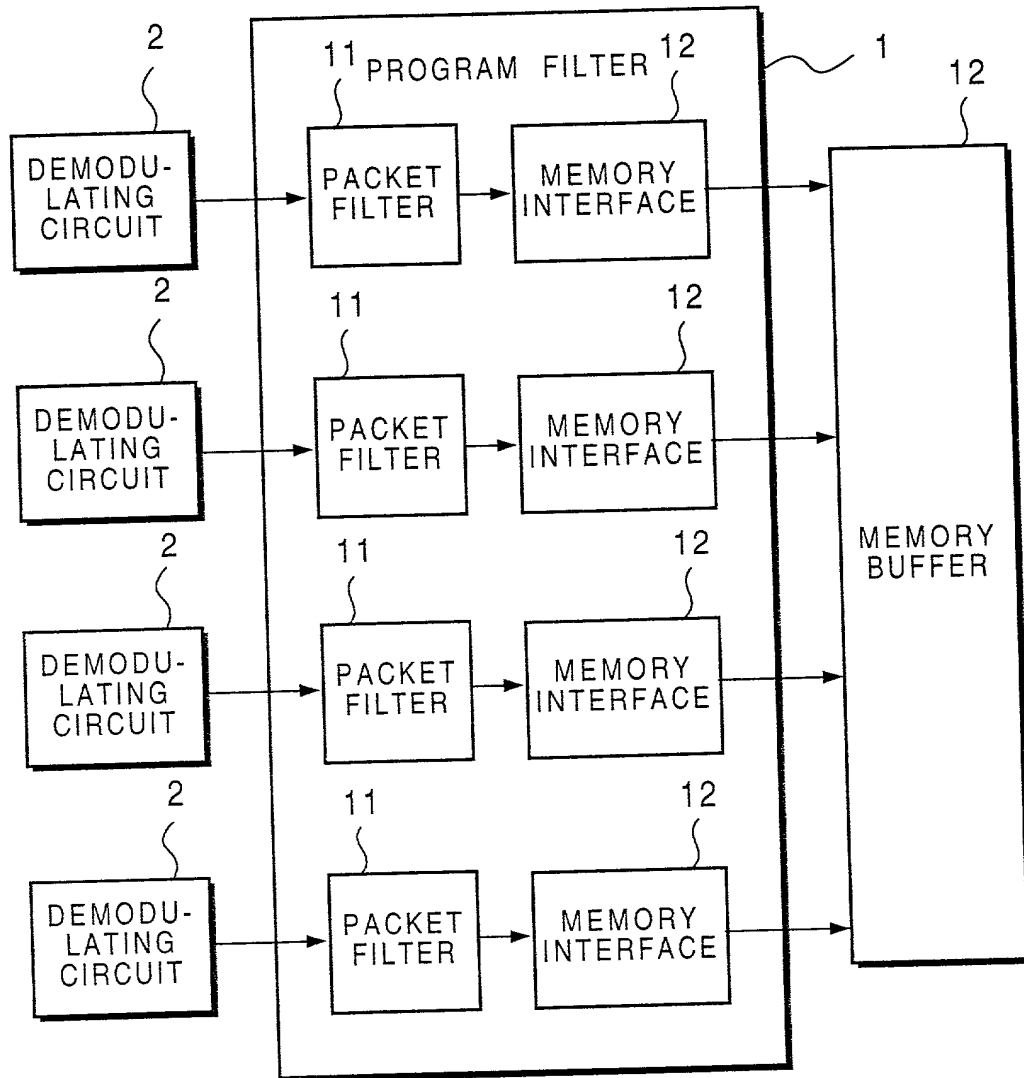 2
11
PROGRAM FILTER
12
1
12
DEMODU-
LATING
CIRCUIT
PACKET
FILTER
MEMORY
INTERFACE
2
11
12
DEMODU-
LATING
CIRCUIT
PACKET
FILTER
MEMORY
INTERFACE
MEMORY
BUFFER
2
11
12
DEMODU-
LATING
CIRCUIT
PACKET
FILTER
MEMORY
INTERFACE
2
11
12
DEMODU-
LATING
CIRCUIT
PACKET
FILTER
MEMORY
INTERFACE